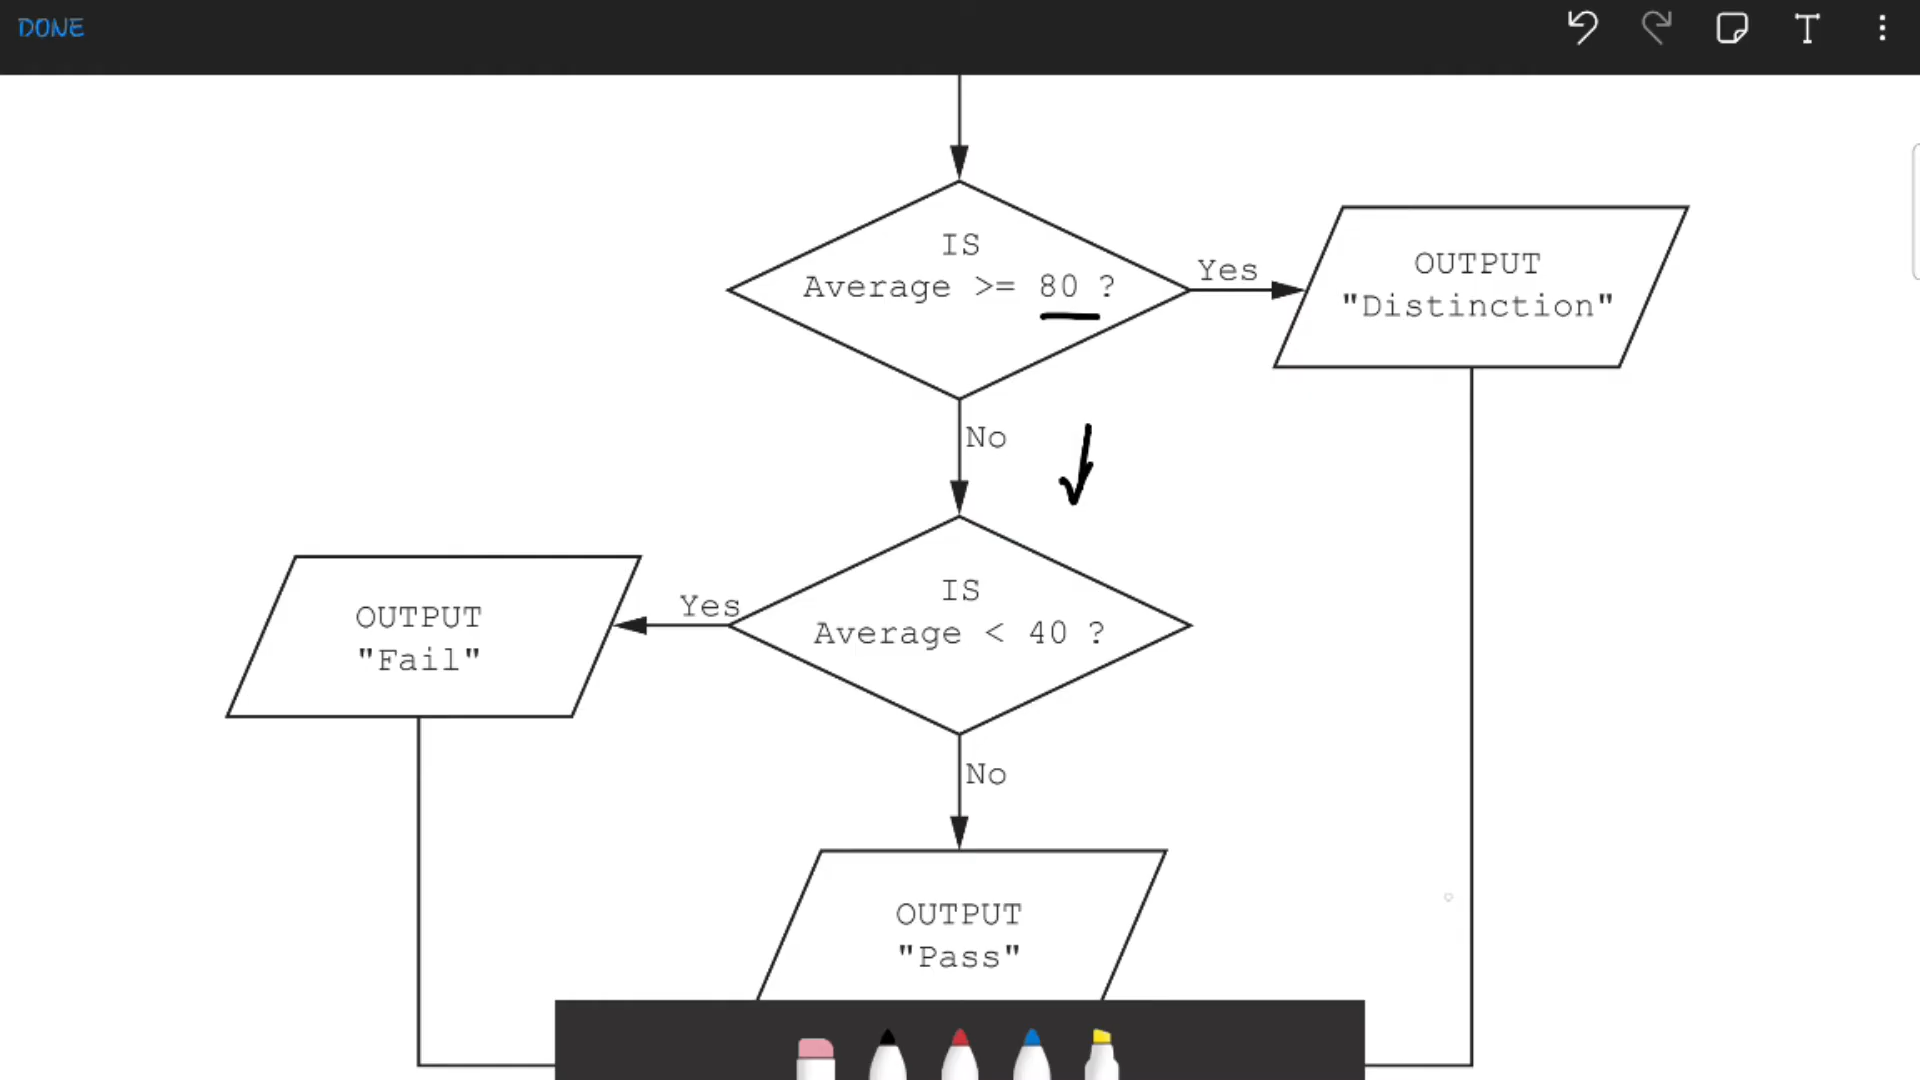 DONE
T
IS
Average >= 80 ?
Yes
OUTPUT
"Distinction"
No
IS
Average < 40 ?
Yes
OUTPUT
"Fail"
No
OUTPUT
"Pass"